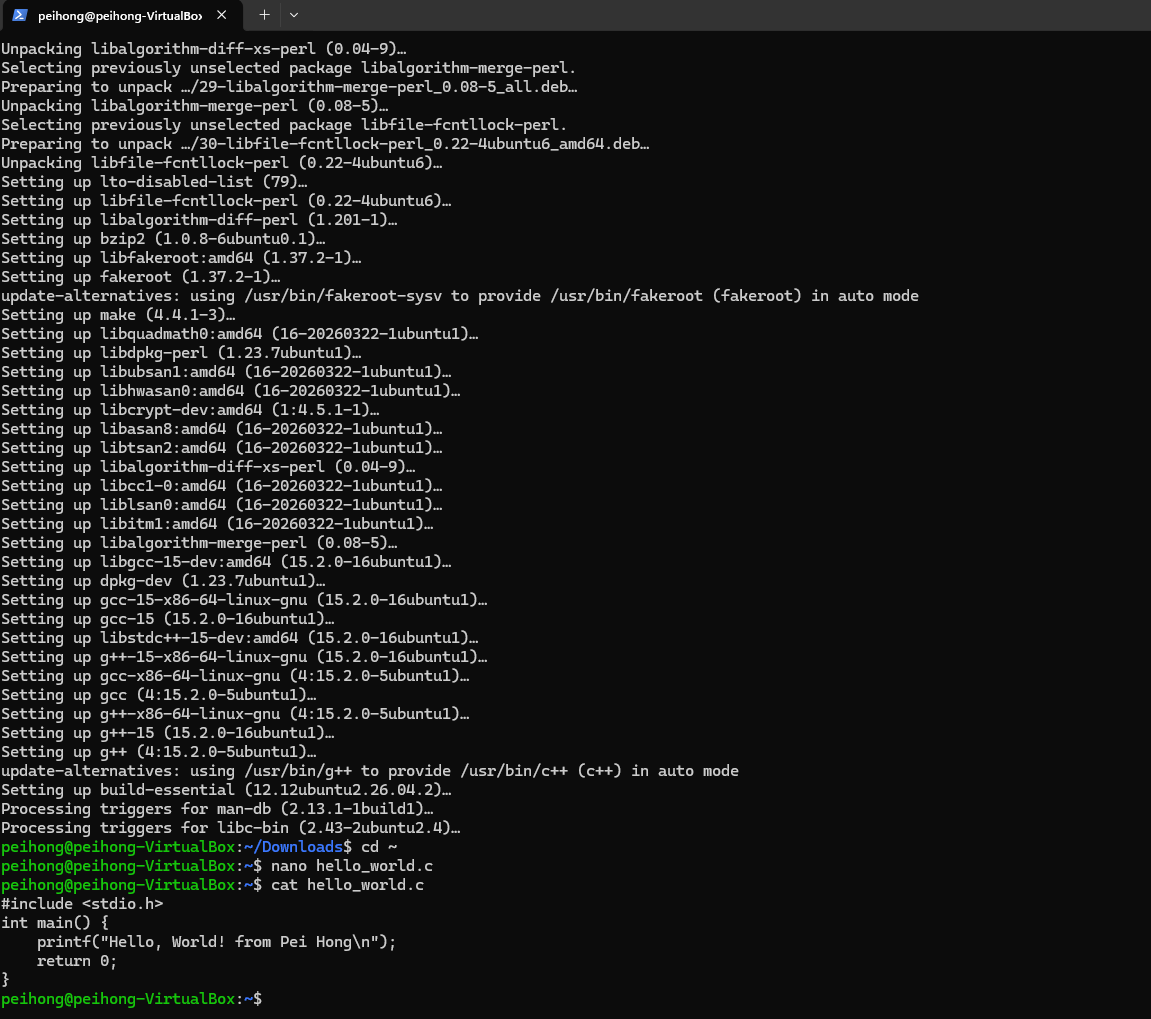 peihong@peihong-VirtualBox
Unpacking libalgorithm-diff-xs-perl (0.04-9)…
Selecting previously unselected package libalgorithm-merge-perl.
Preparing to unpack …/29-libalgorithm-merge-perl_0.08-5_all.deb…
Unpacking libalgorithm-merge-perl (0.08-5)…
Selecting previously unselected package libfile-fcntllock-perl.
Preparing to unpack …/30-libfile-fcntllock-perl_0.22-4ubuntu6_amd64.deb…
Unpacking libfile-fcntllock-perl (0.22-4ubuntu6)…
Setting up lto-disabled-list (79)…
Setting up libfile-fcntllock-perl (0.22-4ubuntu6)…
Setting up libalgorithm-diff-perl (1.201-1)…
Setting up bzip2 (1.0.8-6ubuntu0.1)…
Setting up libfakeroot:amd64 (1.37.2-1)…
Setting up fakeroot (1.37.2-1)…
update-alternatives: using /usr/bin/fakeroot-sysv to provide /usr/bin/fakeroot (fakeroot) in auto mode
Setting up make (4.4.1-3)…
Setting up libquadmath0:amd64 (16-20260322-1ubuntu1)…
Setting up libdpkg-perl (1.23.7ubuntu1)…
Setting up libubsan1:amd64 (16-20260322-1ubuntu1)…
Setting up libhwasan0:amd64 (16-20260322-1ubuntu1)…
Setting up libcrypt-dev:amd64 (1:4.5.1-1)…
Setting up libasan8:amd64 (16-20260322-1ubuntu1)…
Setting up libtsan2:amd64 (16-20260322-1ubuntu1)…
Setting up libalgorithm-diff-xs-perl (0.04-9)…
Setting up libcc1-0:amd64 (16-20260322-1ubuntu1)…
Setting up liblsan0:amd64 (16-20260322-1ubuntu1)…
Setting up libitm1:amd64 (16-20260322-1ubuntu1)…
Setting up libalgorithm-merge-perl (0.08-5)…
Setting up libgcc-15-dev:amd64 (15.2.0-16ubuntu1)…
Setting up dpkg-dev (1.23.7ubuntu1)…
Setting up gcc-15-x86-64-linux-gnu (15.2.0-16ubuntu1)…
Setting up gcc-15 (15.2.0-16ubuntu1)…
Setting up libstdc++-15-dev:amd64 (15.2.0-16ubuntu1)…
Setting up g++-15-x86-64-linux-gnu (15.2.0-16ubuntu1)…
Setting up gcc-x86-64-linux-gnu (4:15.2.0-5ubuntu1)…
Setting up gcc (4:15.2.0-5ubuntu1)…
Setting up g++-x86-64-linux-gnu (4:15.2.0-5ubuntu1)…
Setting up g++-15 (15.2.0-16ubuntu1)…
Setting up g++ (4:15.2.0-5ubuntu1)…
update-alternatives: using /usr/bin/g++ to provide /usr/bin/c++ (c++) in auto mode
Setting up build-essential (12.12ubuntu2.26.04.2)…
Processing triggers for man-db (2.13.1-1build1)…
Processing triggers for libc-bin (2.43-2ubuntu2.4)…
peihong@peihong-VirtualBox:~/Downloads$ cd ~
peihong@peihong-VirtualBox:~$ nano hello_world.c
peihong@peihong-VirtualBox:~$ cat hello_world.c
#include <stdio.h>
int main() {
    printf("Hello, World! from Pei Hong\n");
    return 0;
}
peihong@peihong-VirtualBox:~$